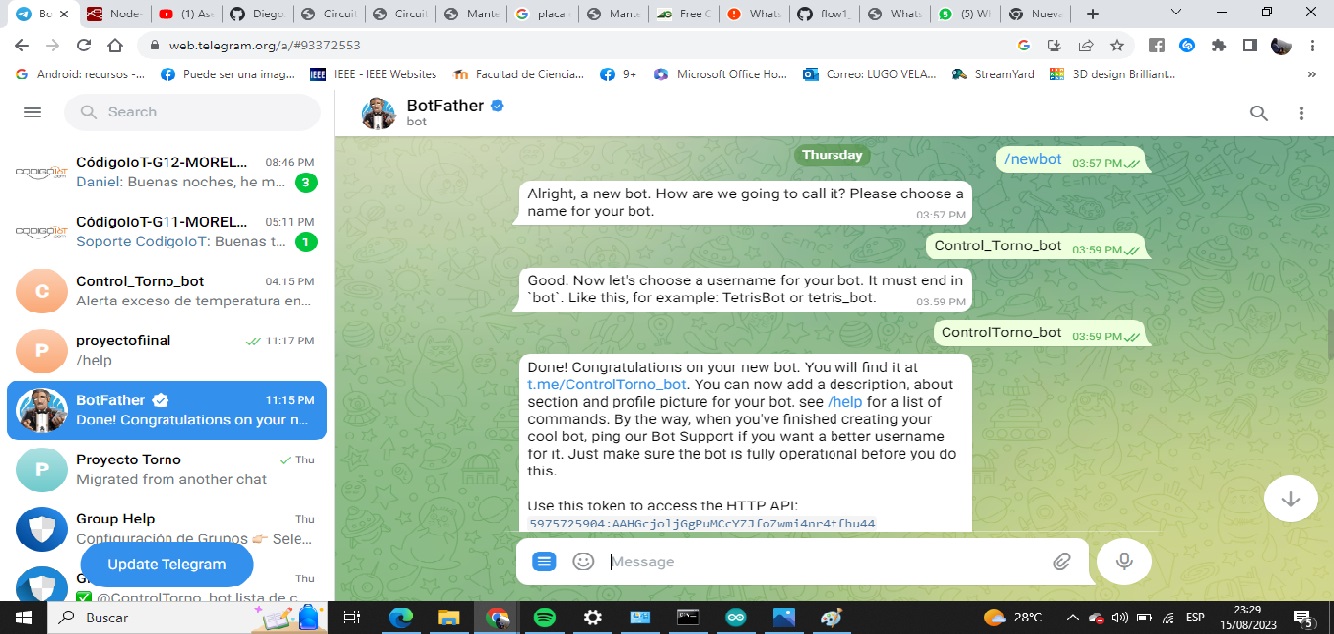 Bo
Node-
(1) Asa
Diego.
Circuit
Circuit
Mante
placa
Mante
Free C
Whats
flow1_
Whats
(5) Wh
Nueva
web.telegram.org/a/#93372553
Android: recursos -...
Puede ser una imag...
IEEE
IEEE - IEEE Websites
Facultad de Ciencia...
9+
Microsoft Office Ho...
Correo: LUGO VELA...
StreamYard
3D design Brilliant...
»
Search
CódigoIoT-G12-MOREL... 08:46 PM
Daniel: Buenas noches, he m... 3
CódigoIoT-G11-MOREL... 05:11 PM
Soporte CodigoIoT: Buenas t... 1
C
Control_Torno_bot 04:15 PM
Alerta exceso de temperatura en...
P
proyectofiinal 11:17 PM
/help
BotFather 11:15 PM
Done! Congratulations on your n...
P
Proyecto Torno Thu
Migrated from another chat
Group Help Thu
Configuración de Grupos 👉 Sele...
Update Telegram
G Thu
@ControlTorno_bot lista de c
BotFather
bot
Thursday
/newbot 03:57 PM
Alright, a new bot. How are we going to call it? Please choose a
name for your bot.
03:57 PM
Control_Torno_bot 03:59 PM
Good. Now let's choose a username for your bot. It must end in
`bot`. Like this, for example: TetrisBot or tetris_bot.
03:59 PM
ControlTorno_bot 03:59 PM
Done! Congratulations on your new bot. You will find it at
t.me/ControlTorno_bot. You can now add a description, about
section and profile picture for your bot, see /help for a list of
commands. By the way, when you've finished creating your
cool bot, ping our Bot Support if you want a better username
for it. Just make sure the bot is fully operational before you do
this.
Use this token to access the HTTP API:
Message
Buscar
28°C
ESP
23:29
15/08/2023
5